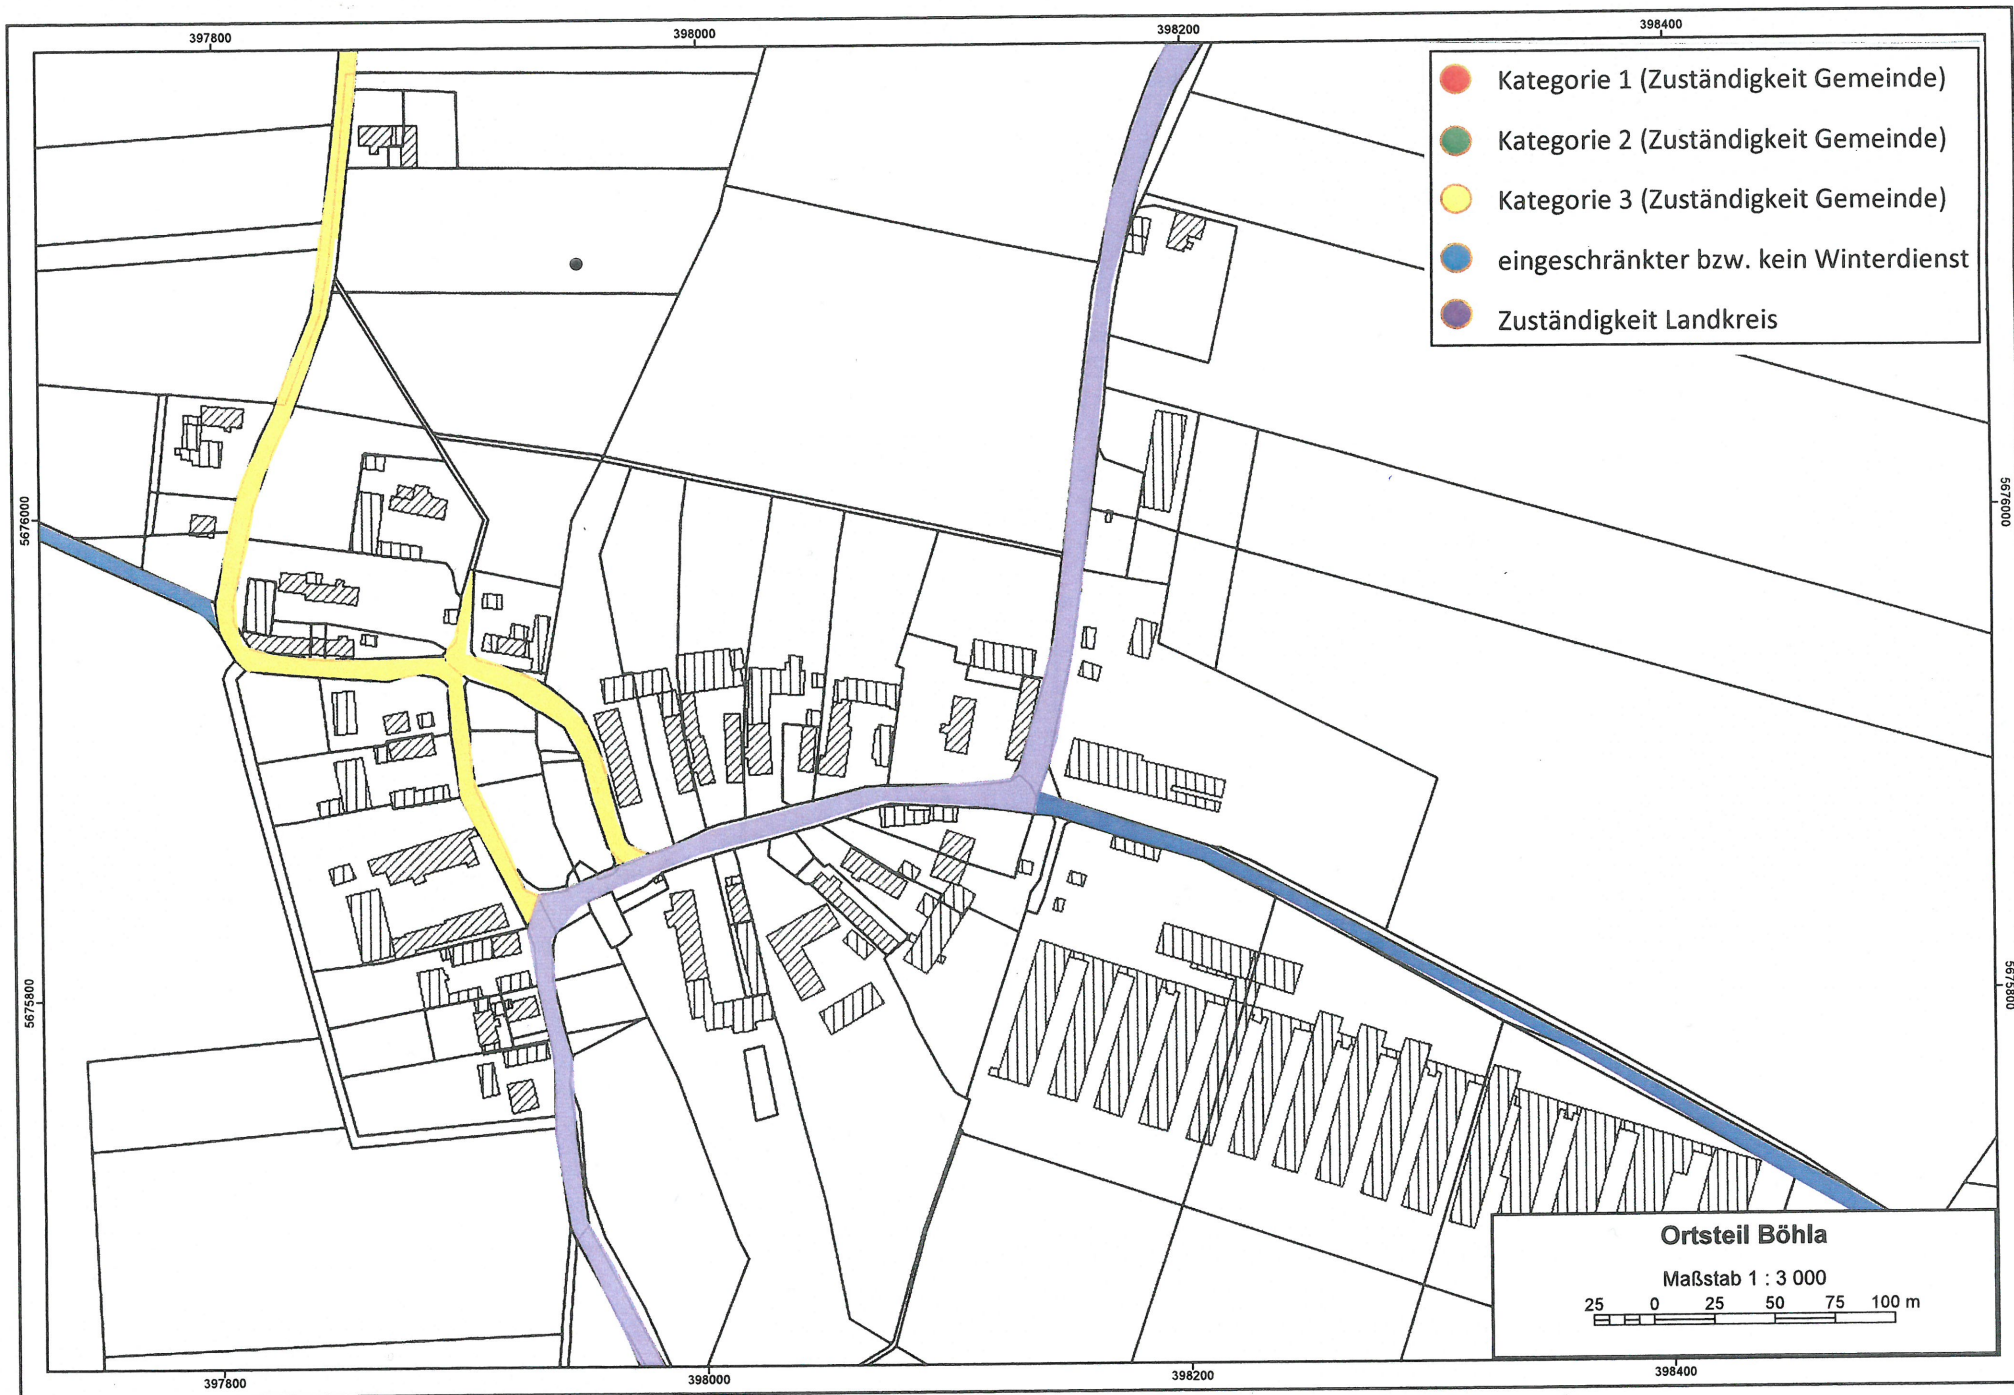 397800
398000
398200
398400
Kategorie 1 (Zuständigkeit Gemeinde)
Kategorie 2 (Zuständigkeit Gemeinde)
Kategorie 3 (Zuständigkeit Gemeinde)
eingeschränkter bzw. kein Winterdienst
Zuständigkeit Landkreis
5676000
5676000
5675800
5675800
Ortsteil Böhla
Maßstab 1 : 3 000
25 0 25 50 75 100 m
397800
398000
398200
398400